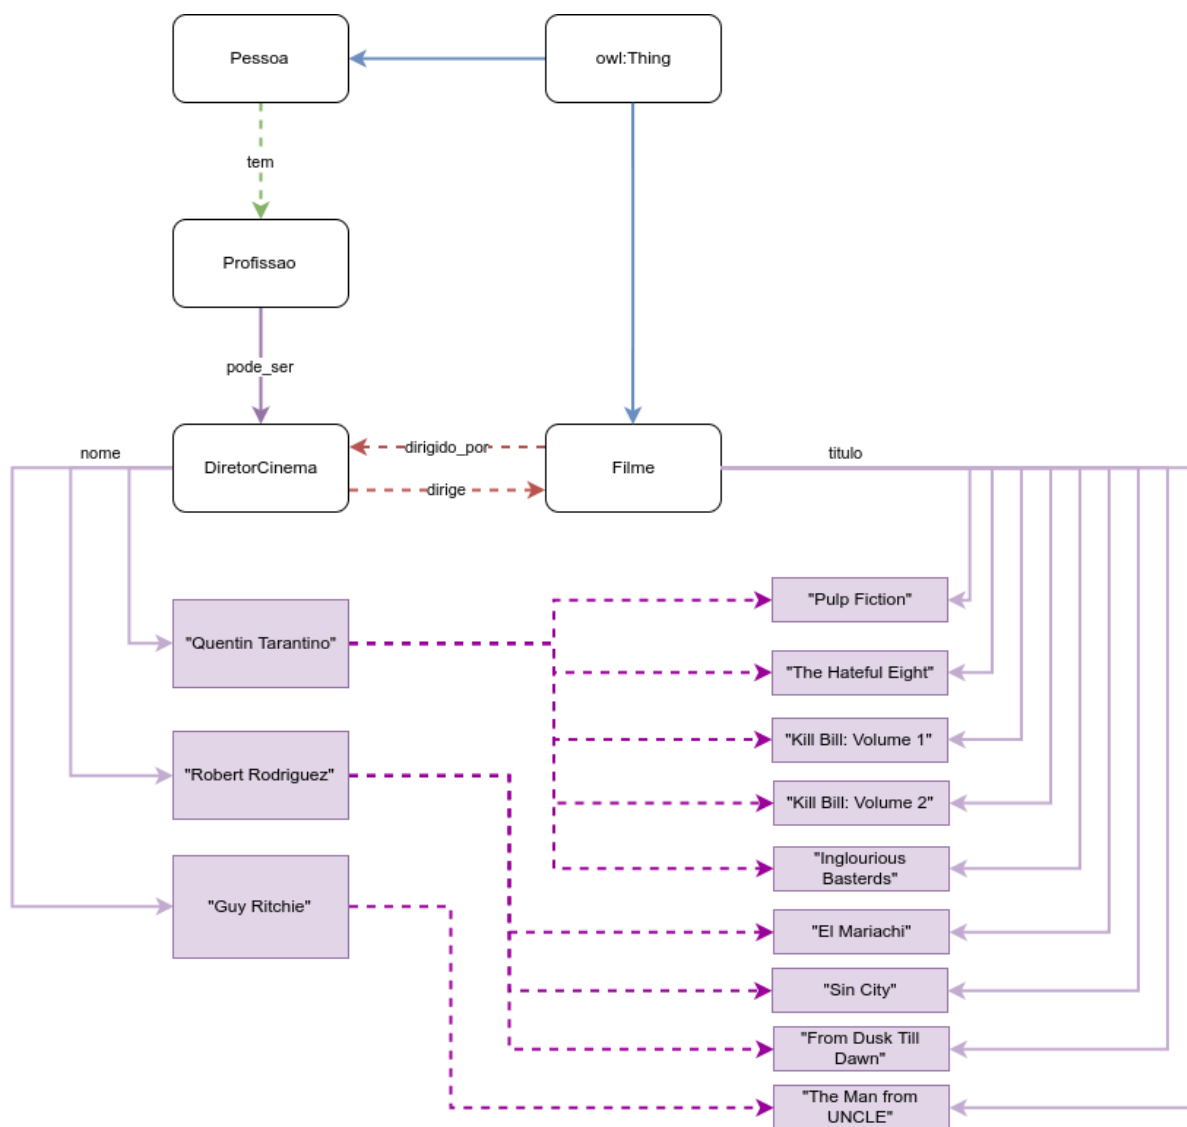 Pessoa
owl:Thing
tem
Profissao
pode_ser
nome
DiretorCinema
dirigido_por
dirige
Filme
titulo
"Quentin Tarantino"
"Robert Rodriguez"
"Guy Ritchie"
"Pulp Fiction"
"The Hateful Eight"
"Kill Bill: Volume 1"
"Kill Bill: Volume 2"
"Inglourious
Basterds"
"El Mariachi"
"Sin City"
"From Dusk Till
Dawn"
"The Man from
UNCLE"